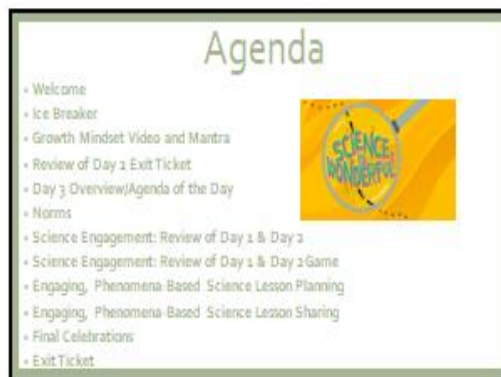 Agenda
• Welcome
• Ice Breaker
• Growth Mindset Video and Mantra
• Review of Day 2 Exit Ticket
• Day 3 Overview/Agenda of the Day
• Norms
• Science Engagement: Review of Day 1 & Day 2
• Science Engagement: Review of Day 1 & Day 2 Game
• Engaging, Phenomena-Based Science Lesson Planning
• Engaging, Phenomena-Based Science Lesson Sharing
• Final Celebrations
• Exit Ticket
SCIENCE
IS
WONDERFUL!